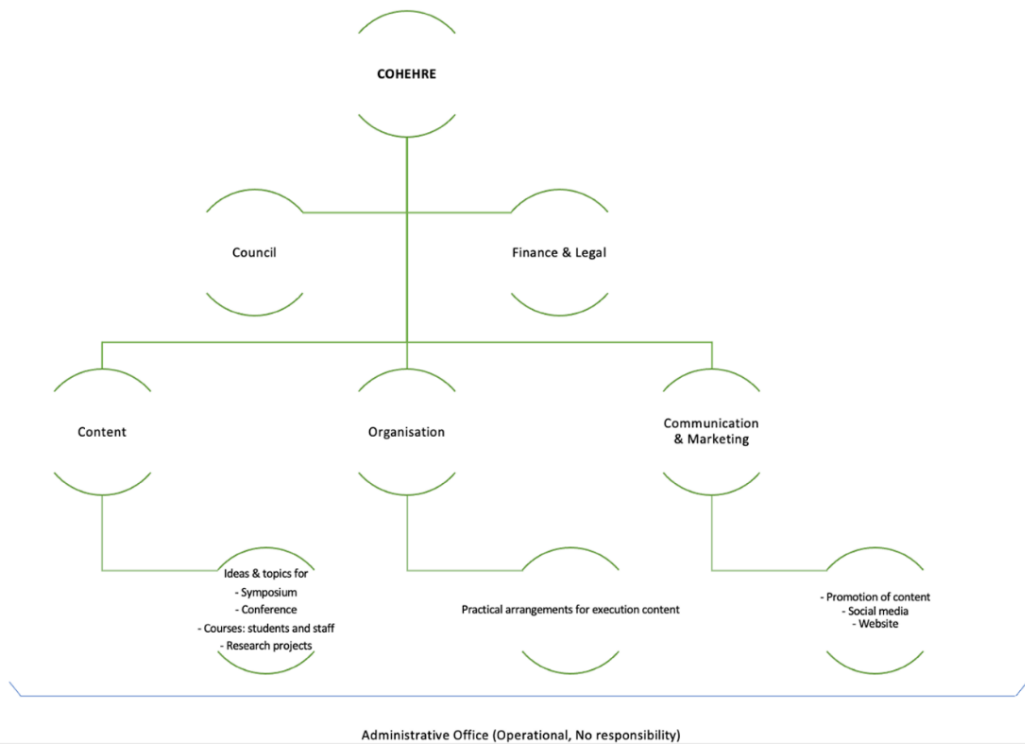 COHEHRE
Council
Finance & Legal
Content
Organisation
Communication
& Marketing
Ideas & topics for
- Symposium
- Conference
- Courses: students and staff
- Research projects
Practical arrangements for execution content
- Promotion of content
- Social media
- Website
Administrative Office (Operational, No responsibility)